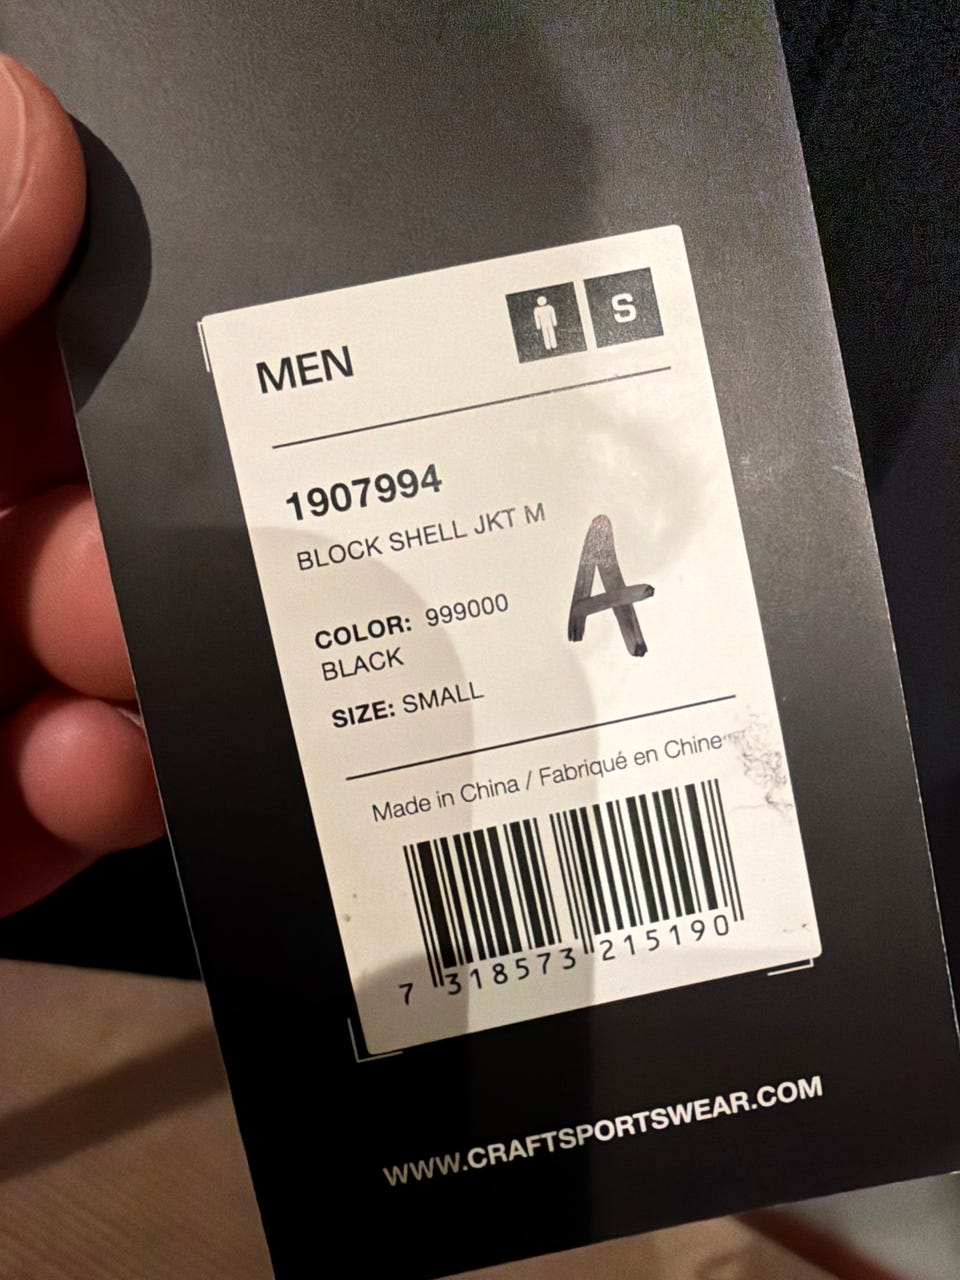 MEN
S
1907994
BLOCK SHELL JKT M
A
COLOR: 999000
BLACK
SIZE: SMALL
Made in China / Fabriqué en Chine
7 318573 215190
WWW.CRAFTSPORTSWEAR.COM